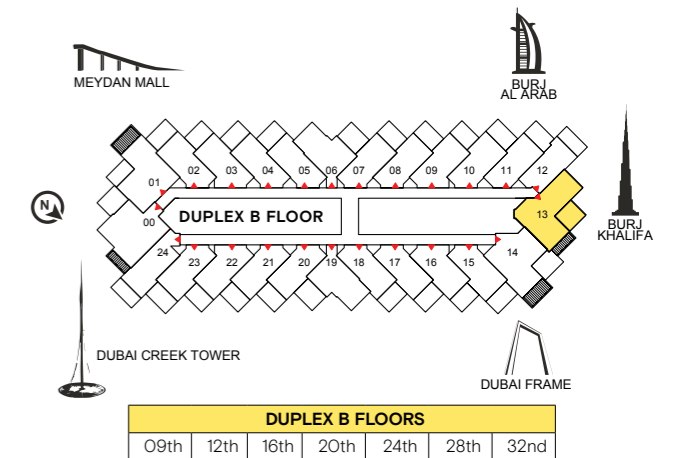 MEYDAN MALL
BURJ
AL ARAB
BURJ
KHALIFA
01 02 03 04 05 06 07 08 09 10 11 12
N
00
DUPLEX B FLOOR
13
24 23 22 21 20 19 18 17 16 15 14
DUBAI CREEK TOWER
DUBAI FRAME
DUPLEX B FLOORS
09th 12th 16th 20th 24th 28th 32nd